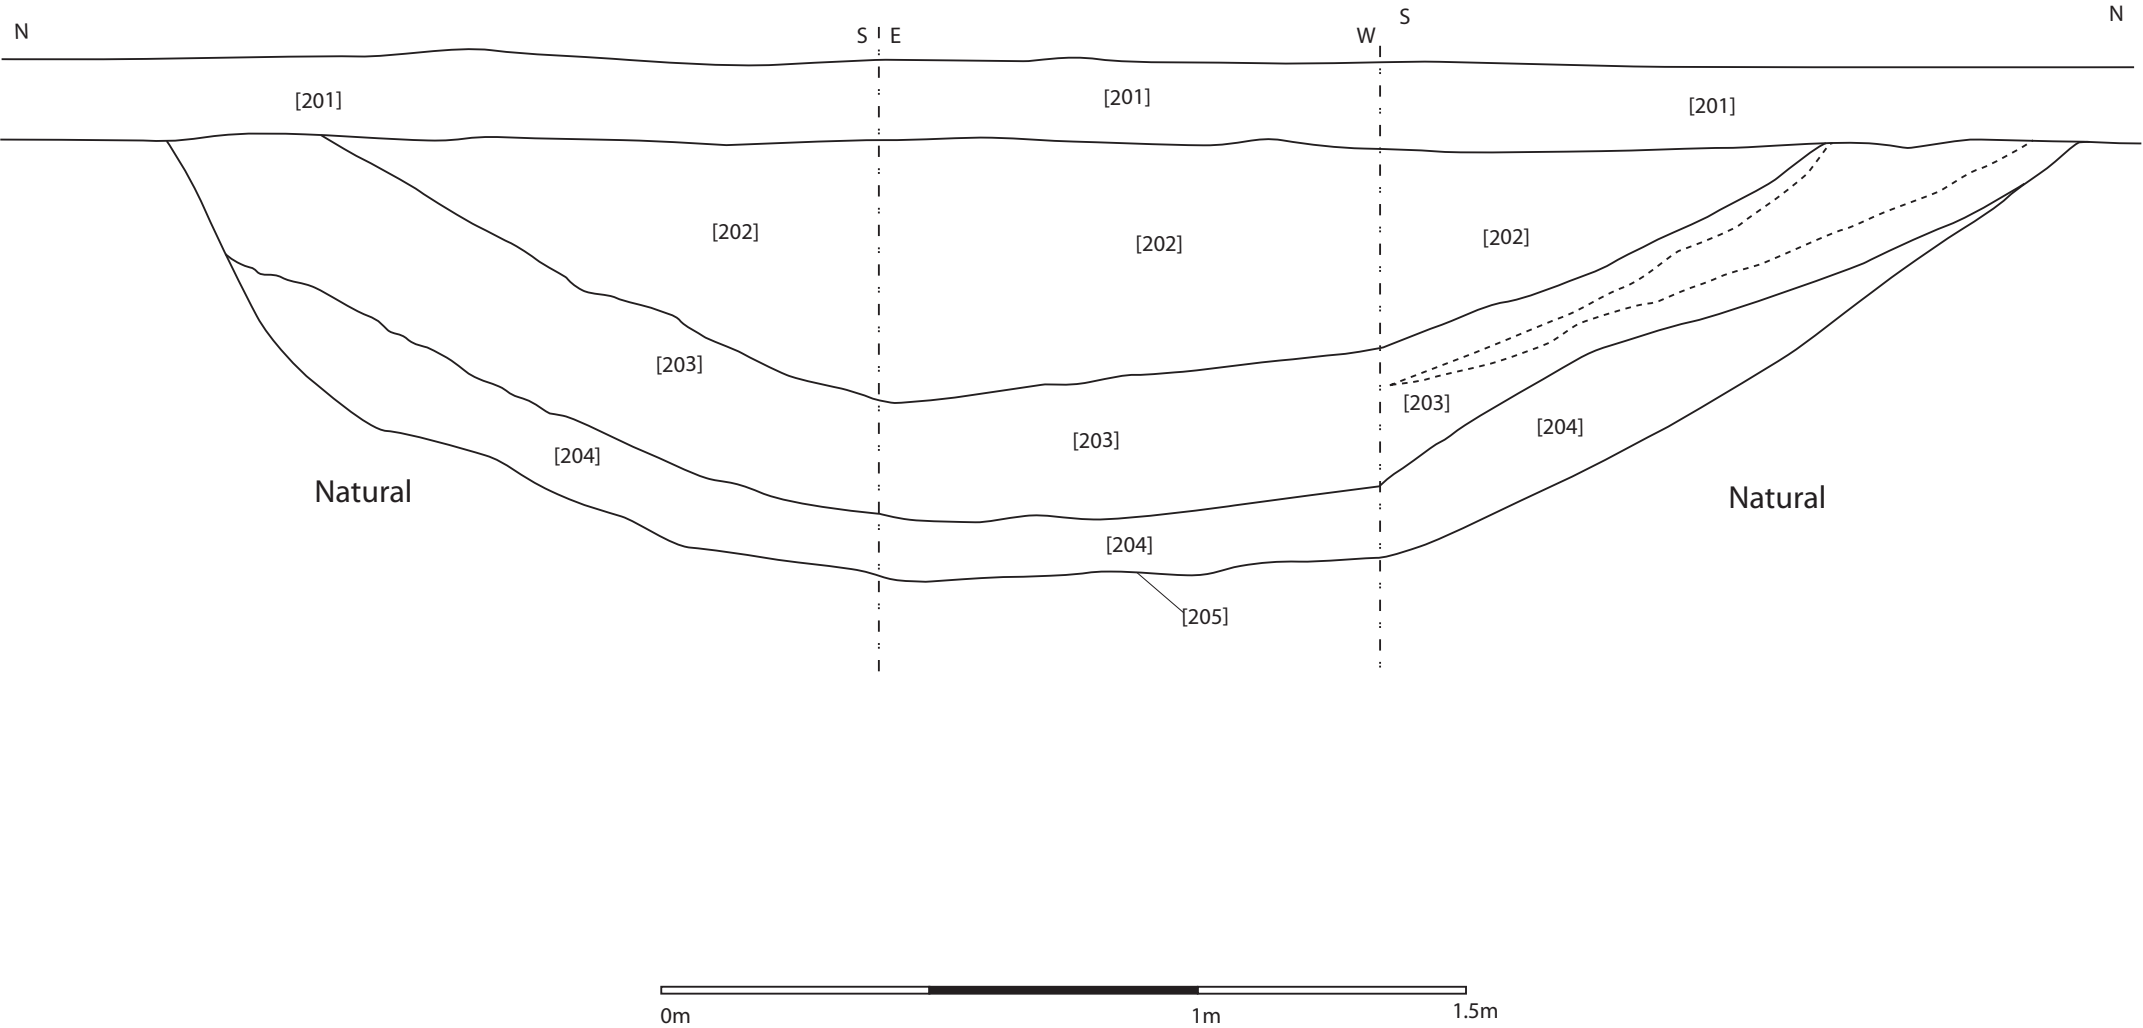 N S E W S N
[201] [201] [201]
[202] [202] [202]
[203] [203] [203]
[204] [204] [204]
Natural Natural
[205]
0m 1m 1.5m